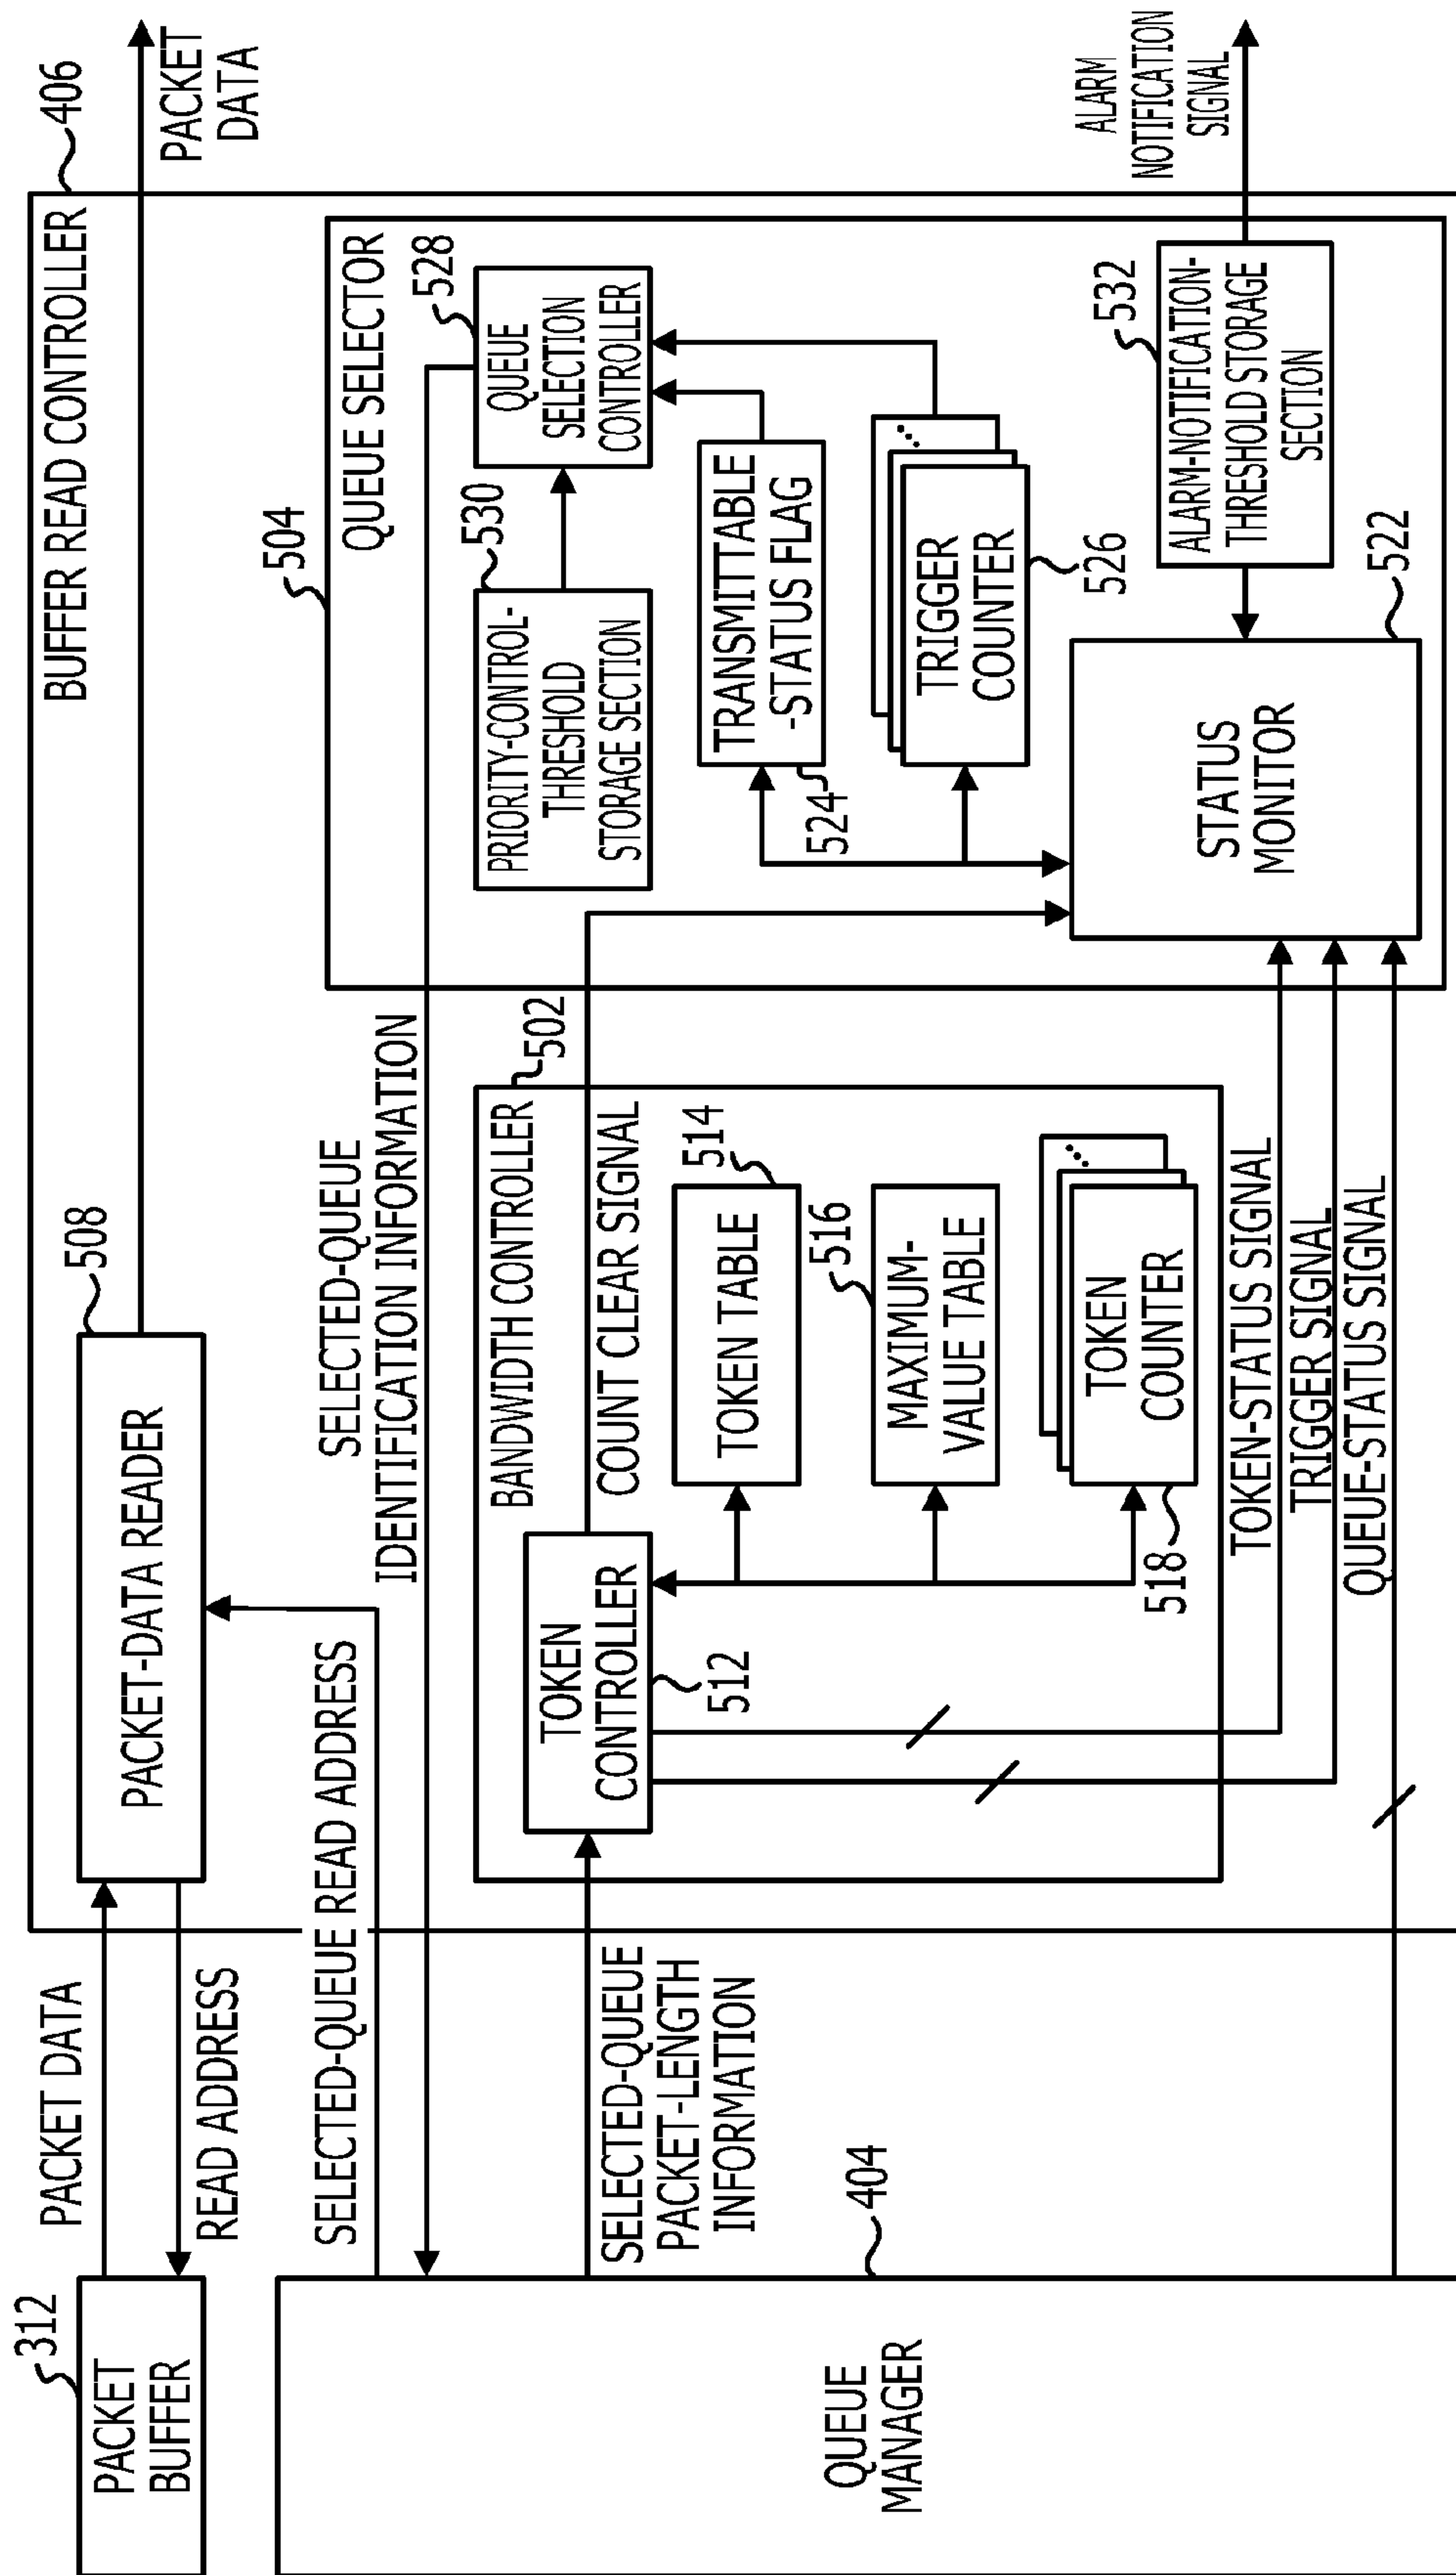 312
PACKET
BUFFER
PACKET DATA
READ ADDRESS
508
PACKET-DATA READER
BUFFER READ CONTROLLER
406
PACKET
DATA
SELECTED-QUEUE READ ADDRESS
SELECTED-QUEUE
IDENTIFICATION INFORMATION
QUEUE
MANAGER
404
SELECTED-QUEUE
PACKET-LENGTH
INFORMATION
BANDWIDTH CONTROLLER
502
TOKEN
CONTROLLER
512
COUNT CLEAR SIGNAL
514
TOKEN TABLE
516
MAXIMUM-
VALUE TABLE
518
TOKEN
COUNTER
TOKEN-STATUS SIGNAL
TRIGGER SIGNAL
QUEUE-STATUS SIGNAL
504
QUEUE SELECTOR
530
PRIORITY-CONTROL-
THRESHOLD
STORAGE SECTION
528
QUEUE
SELECTION
CONTROLLER
524
TRANSMITTABLE
-STATUS FLAG
TRIGGER
COUNTER
526
STATUS
MONITOR
522
532
ALARM-NOTIFICATION-
THRESHOLD STORAGE
SECTION
ALARM
NOTIFICATION
SIGNAL